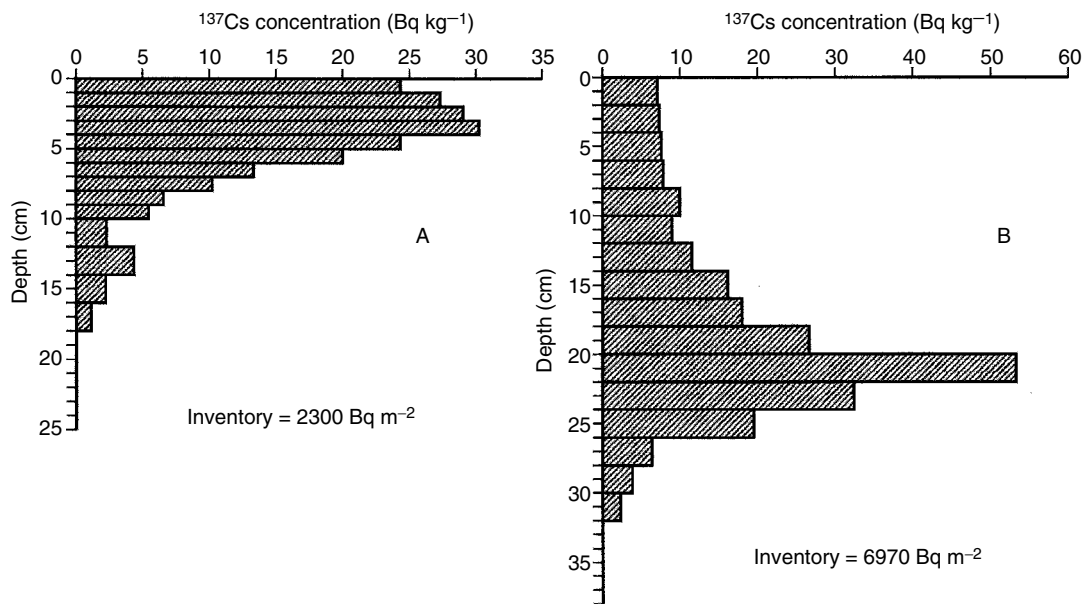 ¹³⁷Cs concentration (Bq kg⁻¹)
0 5 10 15 20 25 30 35
0
5
10
15
20
25
Depth (cm)
A
Inventory = 2300 Bq m⁻²
¹³⁷Cs concentration (Bq kg⁻¹)
0 10 20 30 40 50 60
0
5
10
15
20
25
30
35
Depth (cm)
B
Inventory = 6970 Bq m⁻²